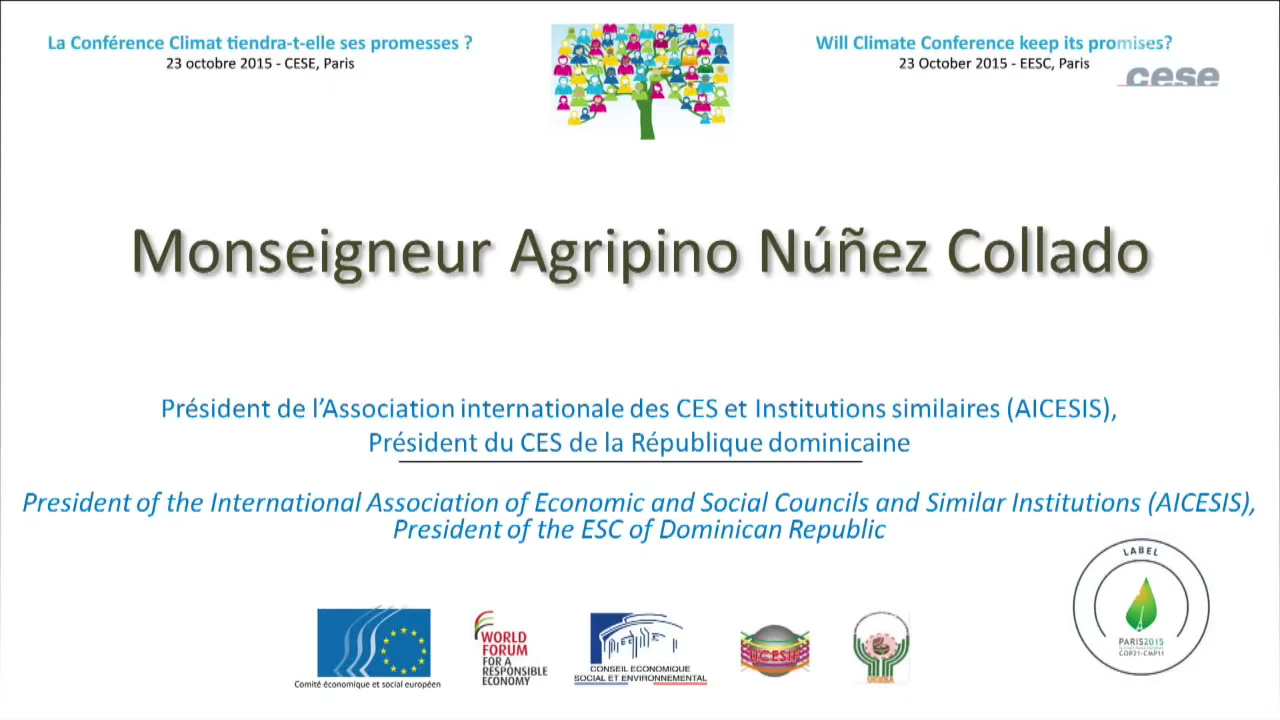 La Conférence Climat tiendra-t-elle ses promesses ?
23 octobre 2015 - CESE, Paris
Will Climate Conference keep its promises?
23 October 2015 - EESC, Paris
cese
Monseigneur Agripino Núñez Collado
Président de l'Association internationale des CES et Institutions similaires (AICESIS),
Président du CES de la République dominicaine
President of the International Association of Economic and Social Councils and Similar Institutions (AICESIS),
President of the ESC of Dominican Republic
LABEL
PARIS2015
COP21-CMP11
Comité économique et social européen
WORLD
FORUM
FOR A
RESPONSIBLE
ECONOMY
CONSEIL ECONOMIQUE
SOCIAL ET ENVIRONNEMENTAL
UCESIF